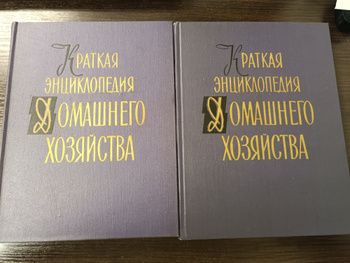 Краткая
энциклопедия
Домашнего
хозяйства
Краткая
энциклопедия
Домашнего
хозяйства